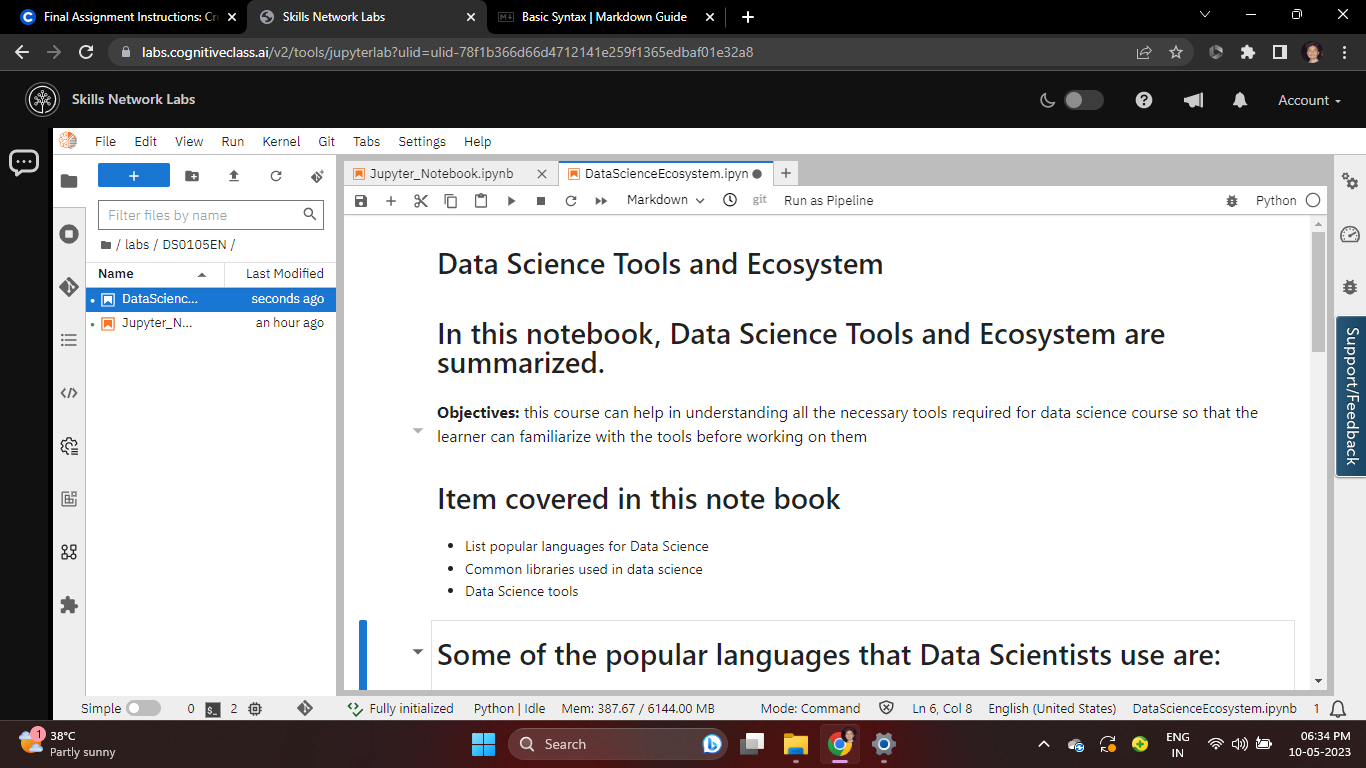 Final Assignment Instructions: Cr
Skills Network Labs
Basic Syntax | Markdown Guide
labs.cognitiveclass.ai/v2/tools/jupyterlab?ulid=ulid-78f1b366d66d4712141e259f1365edbaf01e32a8
Skills Network Labs
Account
File Edit View Run Kernel Git Tabs Settings Help
Jupyter_Notebook.ipynb
DataScienceEcosystem.ipyn
Filter files by name
Markdown
git
Run as Pipeline
Python
/ labs / DS0105EN /
Name Last Modified
DataScienc... seconds ago
Jupyter_N... an hour ago
Data Science Tools and Ecosystem
In this notebook, Data Science Tools and Ecosystem are
summarized.
Objectives: this course can help in understanding all the necessary tools required for data science course so that the
learner can familiarize with the tools before working on them
Item covered in this note book
• List popular languages for Data Science
• Common libraries used in data science
• Data Science tools
Some of the popular languages that Data Scientists use are:
Support/Feedback
Simple 0 2 Fully initialized Python | Idle Mem: 387.67 / 6144.00 MB Mode: Command Ln 6, Col 8 English (United States) DataScienceEcosystem.ipynb 1
1
38°C
Partly sunny
Search
ENG
IN
06:34 PM
10-05-2023